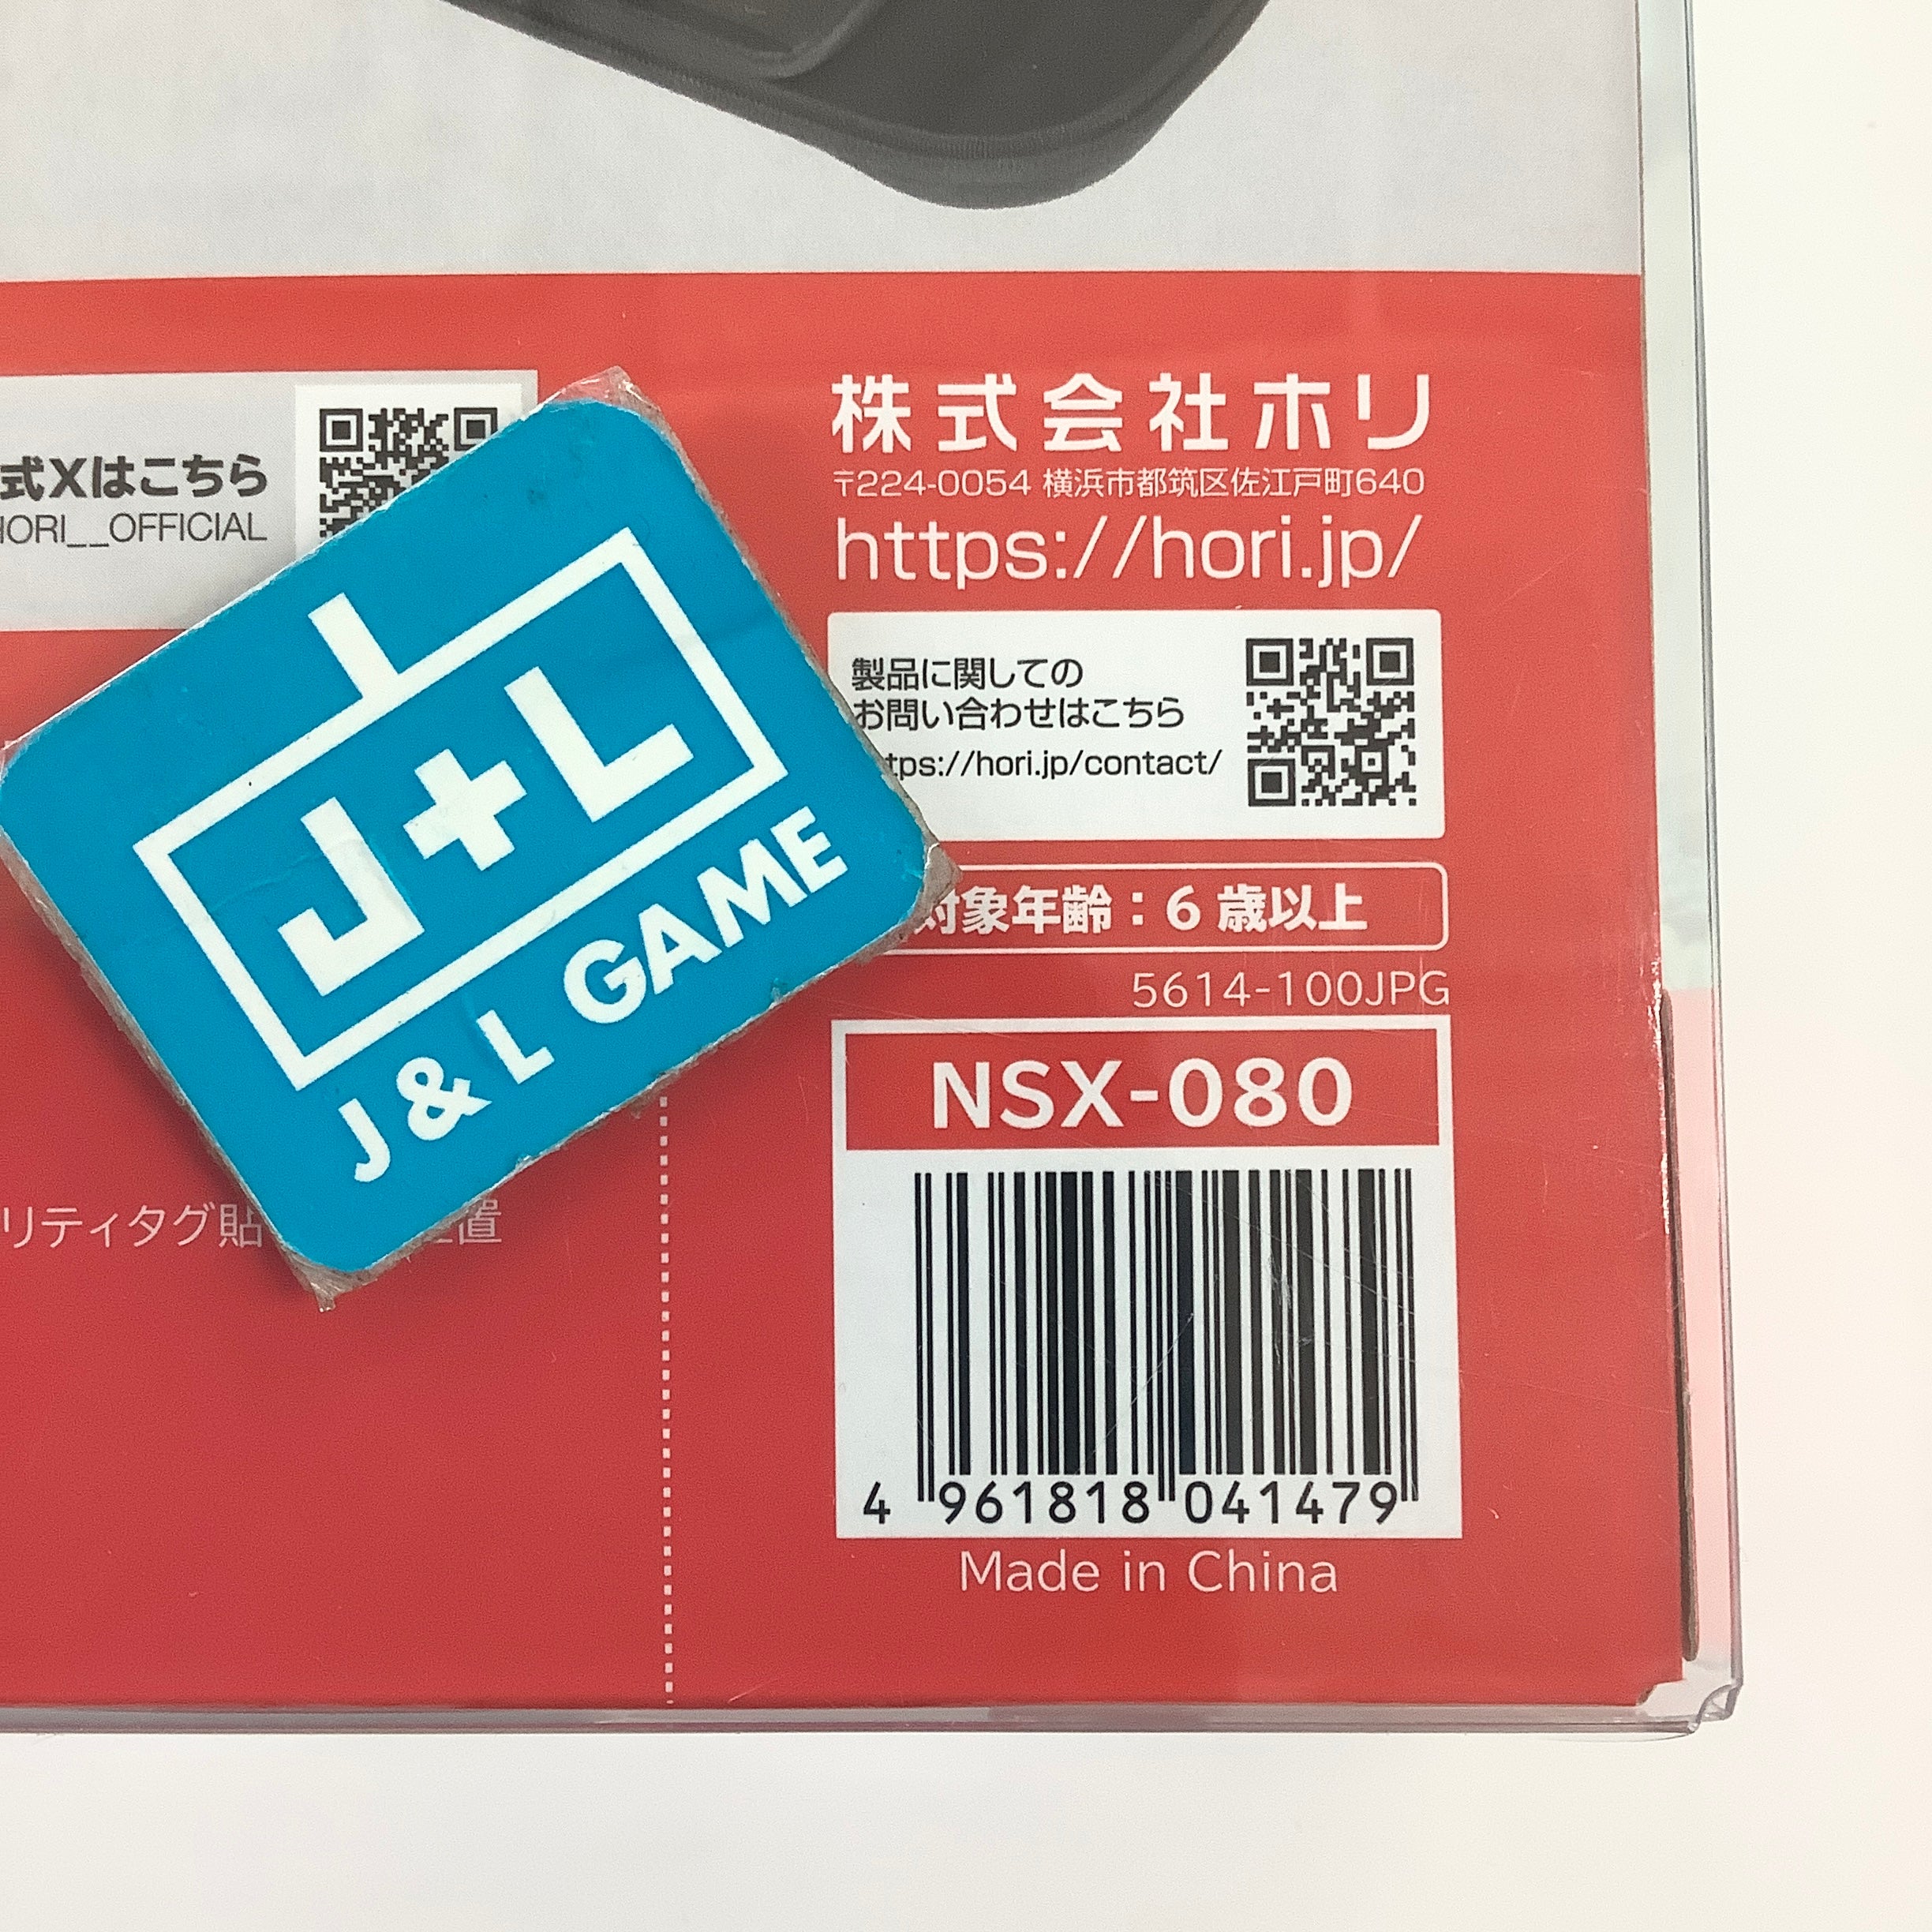 式Xはこちら
HORI__OFFICIAL
J+L
J & L GAME
リティタグ貼
置
株式会社ホリ
〒224-0054 横浜市都筑区佐江戸町640
https://hori.jp/
製品に関しての
お問い合わせはこちら
tps://hori.jp/contact/
対象年齢：6 歳以上
5614-100JPG
NSX-080
4 961818 041479
Made in China